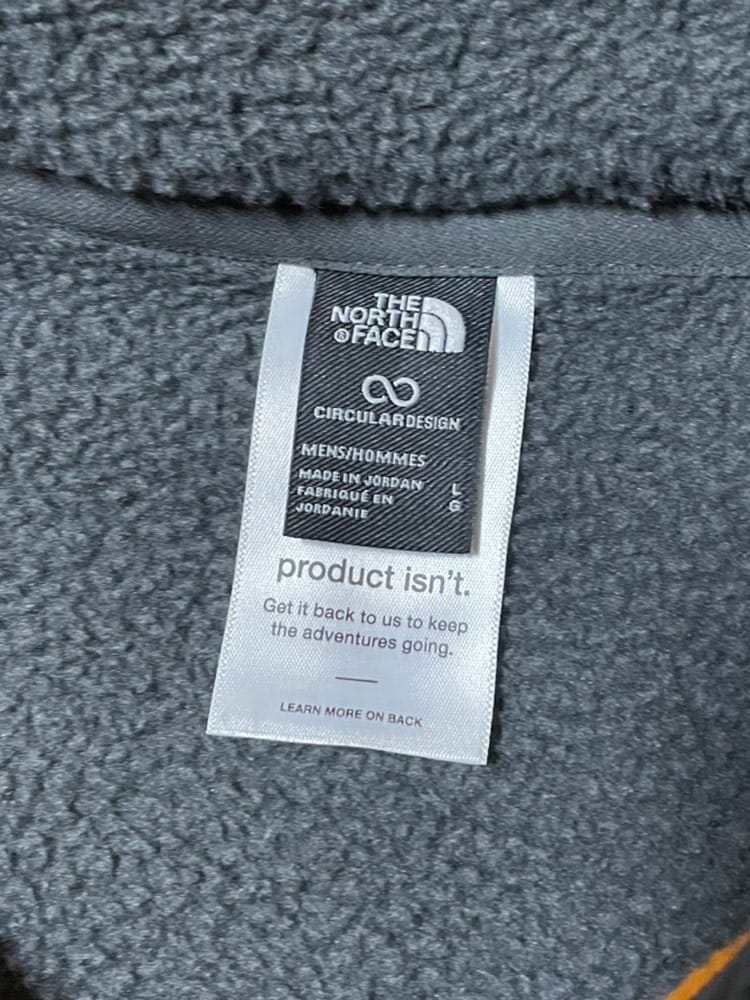 THE
NORTH
®FACE
CIRCULARDESIGN
MENS/HOMMES
MADE IN JORDAN L
FABRIQUÉ EN G
JORDANIE
product isn't.
Get it back to us to keep
the adventures going.
LEARN MORE ON BACK